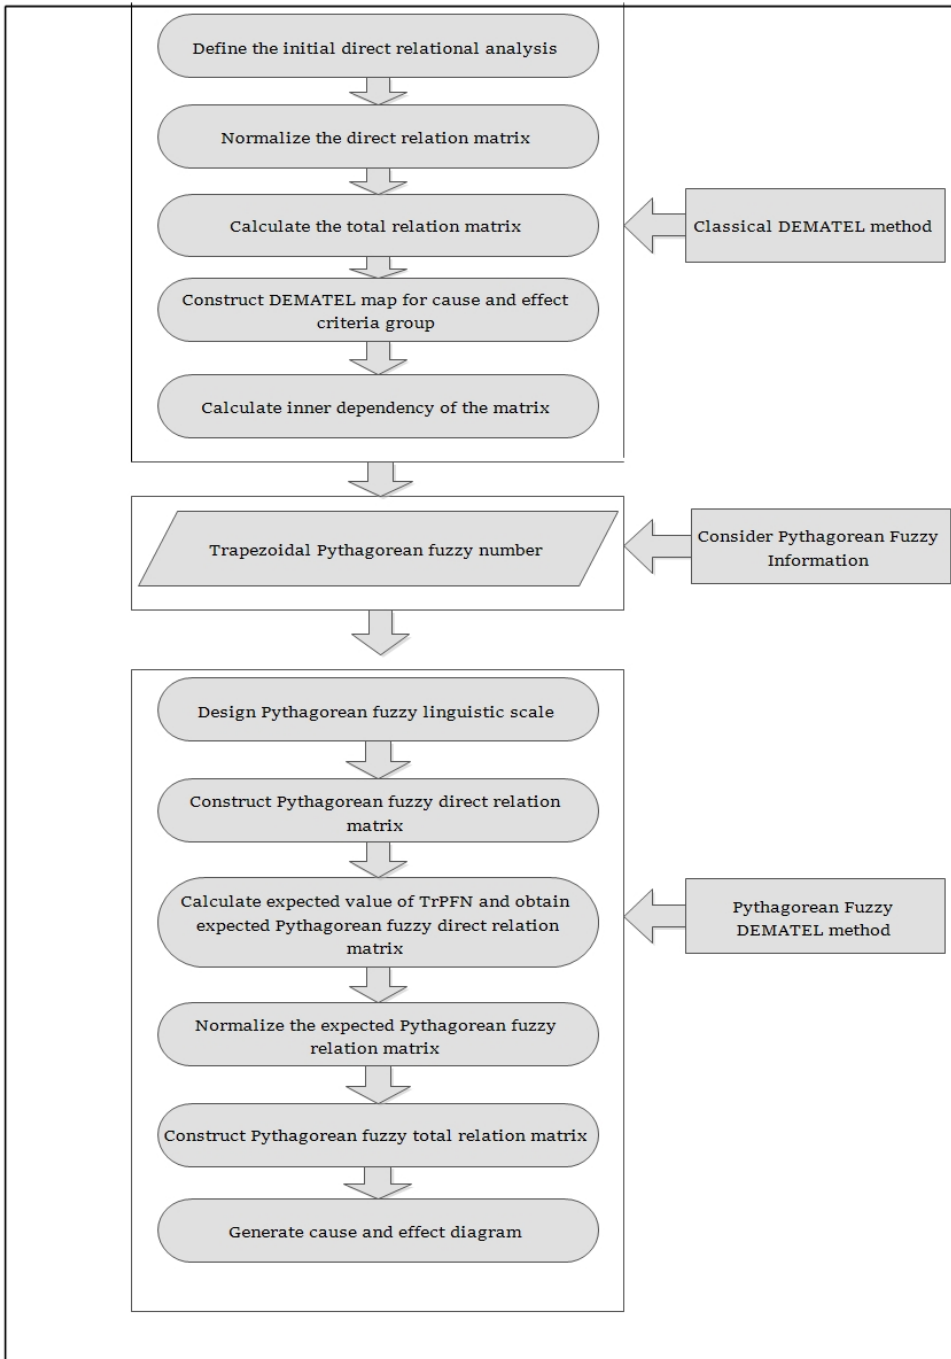 Define the initial direct relational analysis
Normalize the direct relation matrix
Calculate the total relation matrix
Classical DEMATEL method
Construct DEMATEL map for cause and effect
criteria group
Calculate inner dependency of the matrix
Trapezoidal Pythagorean fuzzy number
Consider Pythagorean Fuzzy
Information
Design Pythagorean fuzzy linguistic scale
Construct Pythagorean fuzzy direct relation
matrix
Calculate expected value of TrPFN and obtain
expected Pythagorean fuzzy direct relation
matrix
Pythagorean Fuzzy
DEMATEL method
Normalize the expected Pythagorean fuzzy
relation matrix
Construct Pythagorean fuzzy total relation matrix
Generate cause and effect diagram